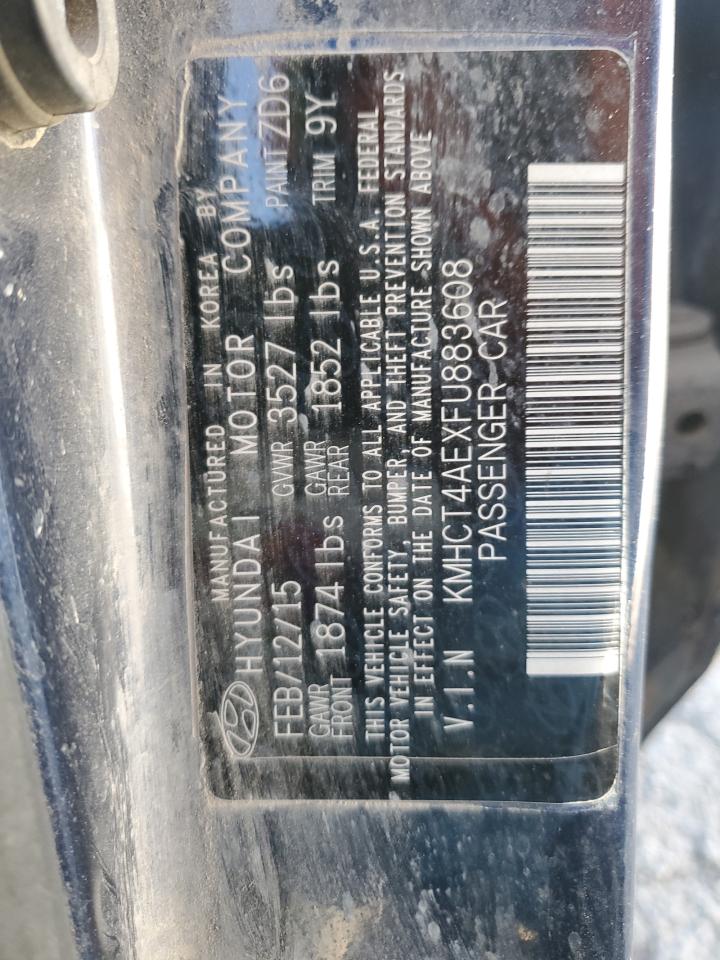 MANUFACTURED IN KOREA BY
HYUNDAI MOTOR COMPANY
FEB/12/15 GVWR 3527 lbs PAINT ZD6
GAWR FRONT 1874 lbs GAWR REAR 1852 lbs TRIM 9Y
THIS VEHICLE CONFORMS TO ALL APPLICABLE U.S.A. FEDERAL
MOTOR VEHICLE SAFETY, BUMPER, AND THEFT PREVENTION STANDARDS
IN EFFECT ON THE DATE OF MANUFACTURE SHOWN ABOVE
V.I.N KMHCT4AEXFU883608
PASSENGER CAR